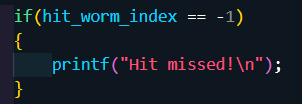 if(hit_worm_index == -1)
{
    printf("Hit missed!\n");
}